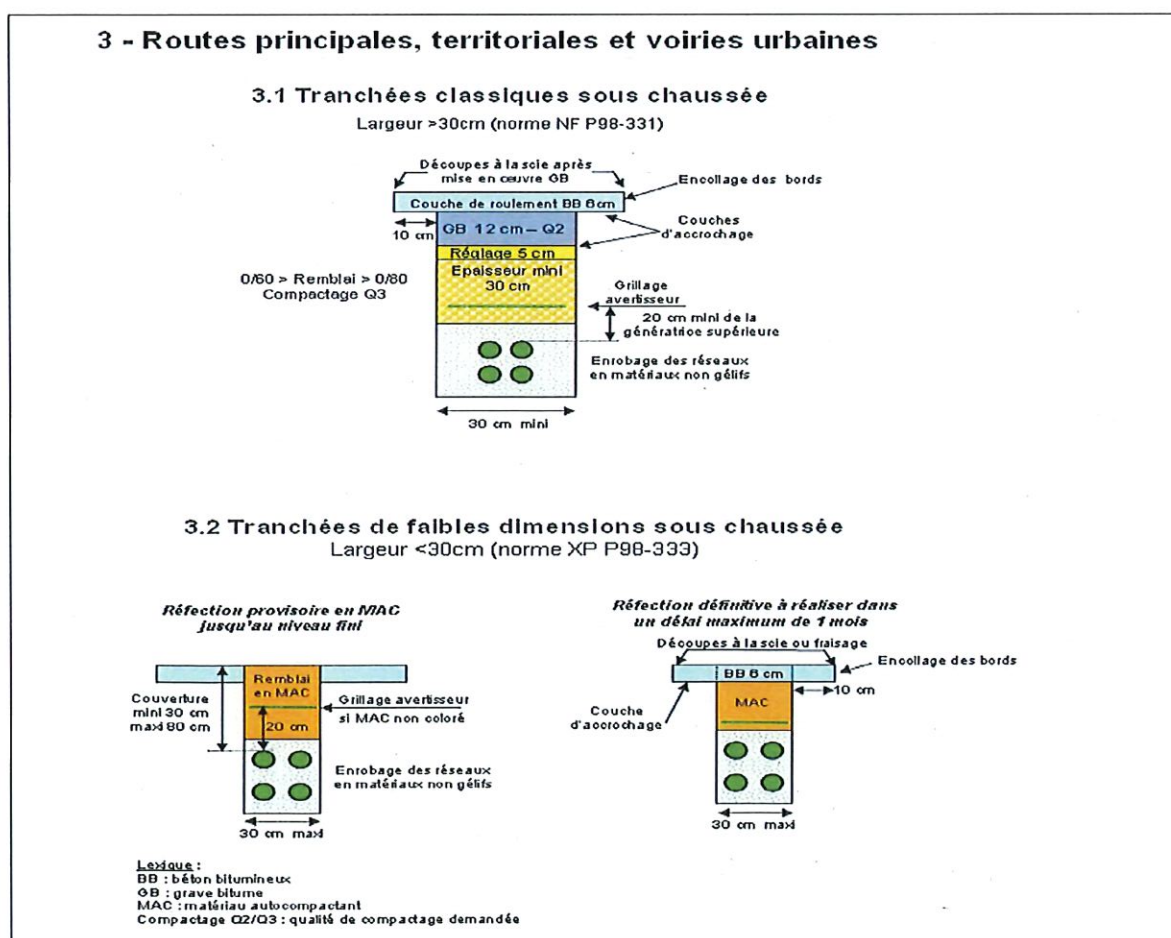 3 - Routes principales, territoriales et voiries urbaines
3.1 Tranchées classiques sous chaussée
Largeur >30cm (norme NF P98-331)
Découpes à la scie après
mise en œuvre GB
Encollage des bords
Couche de roulement BB 6cm
10 cm
GB 12 cm – Q2
Couches
d'accrochage
Réglage 5 cm
0/60 > Remblai > 0/80
Compactage Q3
Epaisseur mini
30 cm
Grillage
avertisseur
20 cm mini de la
génératrice supérieure
Enrobage des réseaux
en matériaux non gélifs
30 cm mini
3.2 Tranchées de faibles dimensions sous chaussée
Largeur <30cm (norme XP P98-333)
Réfection provisoire en MAC
jusqu'au niveau fini
Remblai
en MAC
Couverture
mini 30 cm
maxi 80 cm
Grillage avertisseur
si MAC non coloré
20 cm
Enrobage des réseaux
en matériaux non gélifs
30 cm maxi
Réfection définitive à réaliser dans
un délai maximum de 1 mois
Découpes à la scie ou fraisage
Encollage des bords
BB 6 cm
10 cm
MAC
Couche
d'accrochage
30 cm maxi
Lexique :
BB : béton bitumineux
GB : grave bitume
MAC : matériau autocompactant
Compactage Q2/Q3 : qualité de compactage demandée